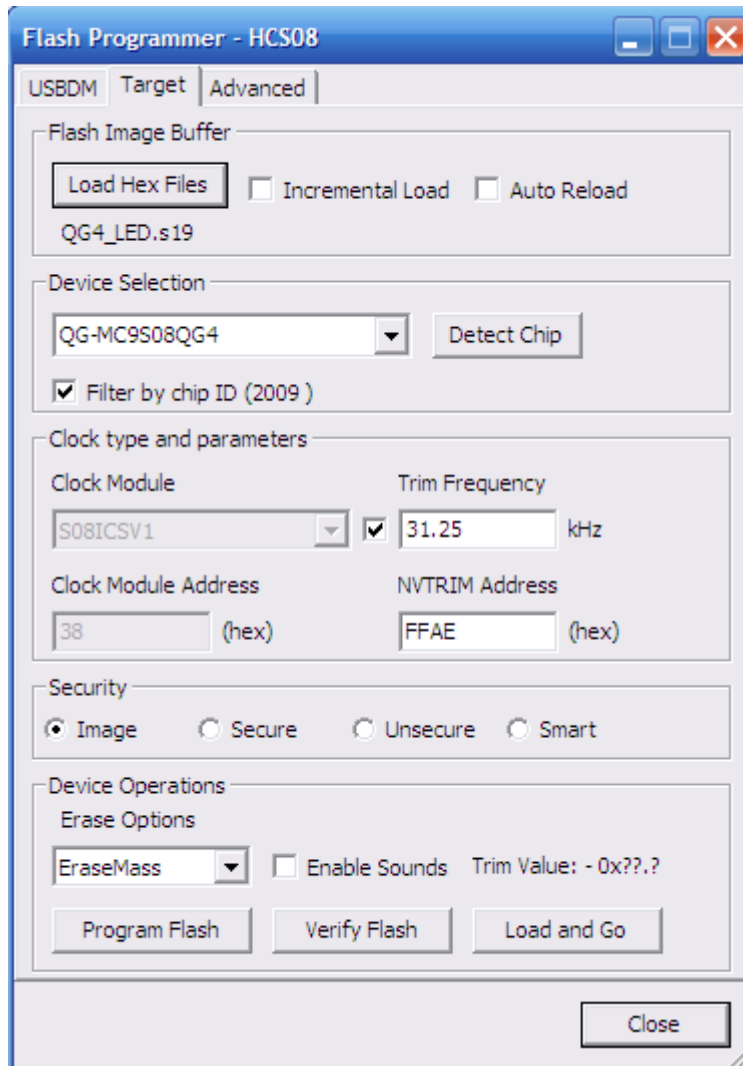 Flash Programmer - HCS08
USBDM Target Advanced
Flash Image Buffer
Load Hex Files Incremental Load Auto Reload
QG4_LED.s19
Device Selection
QG-MC9S08QG4 Detect Chip
Filter by chip ID (2009 )
Clock type and parameters
Clock Module Trim Frequency
S08ICSV1 31.25 kHz
Clock Module Address NVTRIM Address
38 (hex) FFAE (hex)
Security
Image Secure Unsecure Smart
Device Operations
Erase Options
EraseMass Enable Sounds Trim Value: - 0x??.?
Program Flash Verify Flash Load and Go
Close